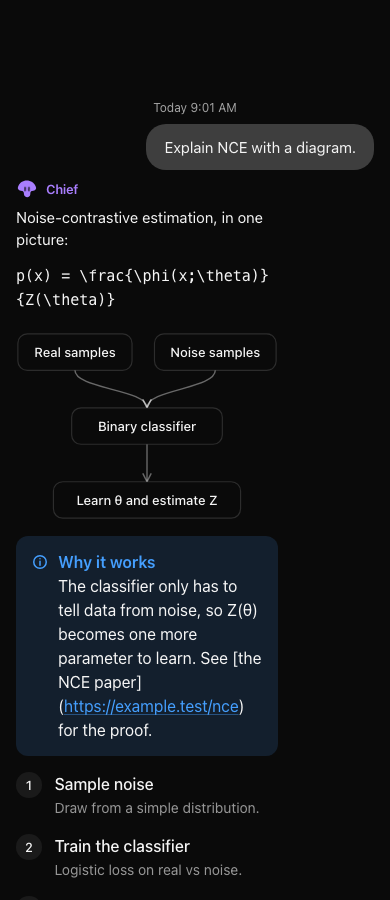 Today 9:01 AM
Explain NCE with a diagram.
Chief
Noise-contrastive estimation, in one
picture:
p(x) = \frac{\phi(x;\theta)}
{Z(\theta)}
Real samples
Noise samples
Binary classifier
Learn θ and estimate Z
Why it works
The classifier only has to
tell data from noise, so Z(θ)
becomes one more
parameter to learn. See [the
NCE paper]
(https://example.test/nce)
for the proof.
1
Sample noise
Draw from a simple distribution.
2
Train the classifier
Logistic loss on real vs noise.